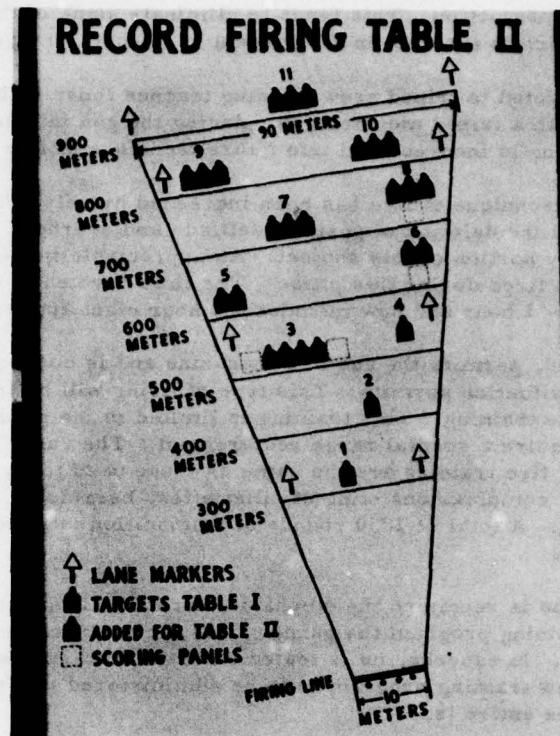 RECORD FIRING TABLE II
11
90 METERS
900 METERS
9
10
800 METERS
7
8
700 METERS
6
5
600 METERS
4
3
500 METERS
2
400 METERS
1
300 METERS
LANE MARKERS
TARGETS TABLE I
ADDED FOR TABLE II
SCORING PANELS
FIRING LINE
10
METERS